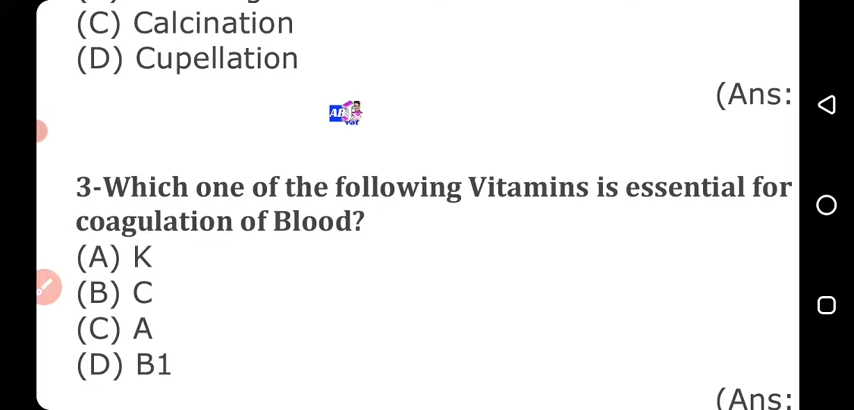 (C) Calcination
(D) Cupellation
(Ans:
3-Which one of the following Vitamins is essential for
coagulation of Blood?
(A) K
(B) C
(C) A
(D) B1
(Ans: